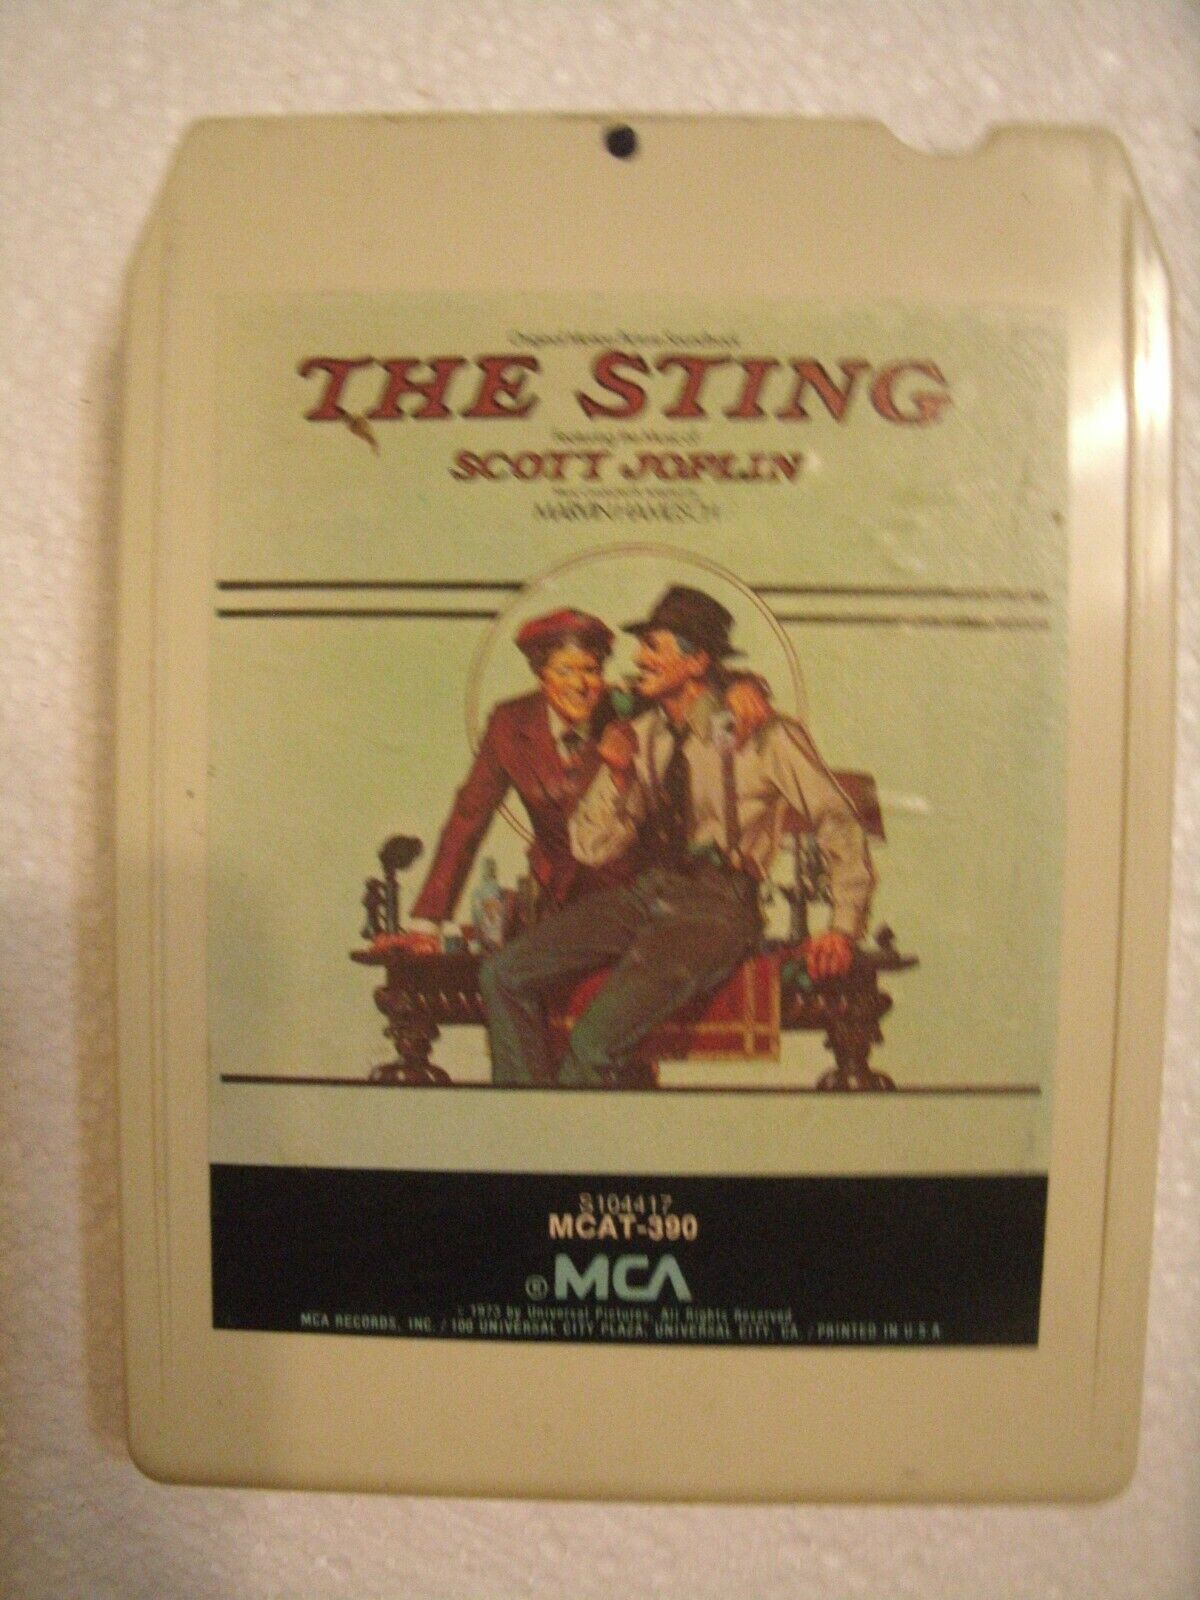 Original Motion Picture Soundtrack
THE STING
Featuring the Music of
SCOTT JOPLIN
MARVIN HAMLISCH
S104417
MCAT-390
® MCA
© 1973 by Universal Pictures. All Rights Reserved.
MCA RECORDS, INC. / 100 UNIVERSAL CITY PLAZA, UNIVERSAL CITY, CA. / PRINTED IN U.S.A